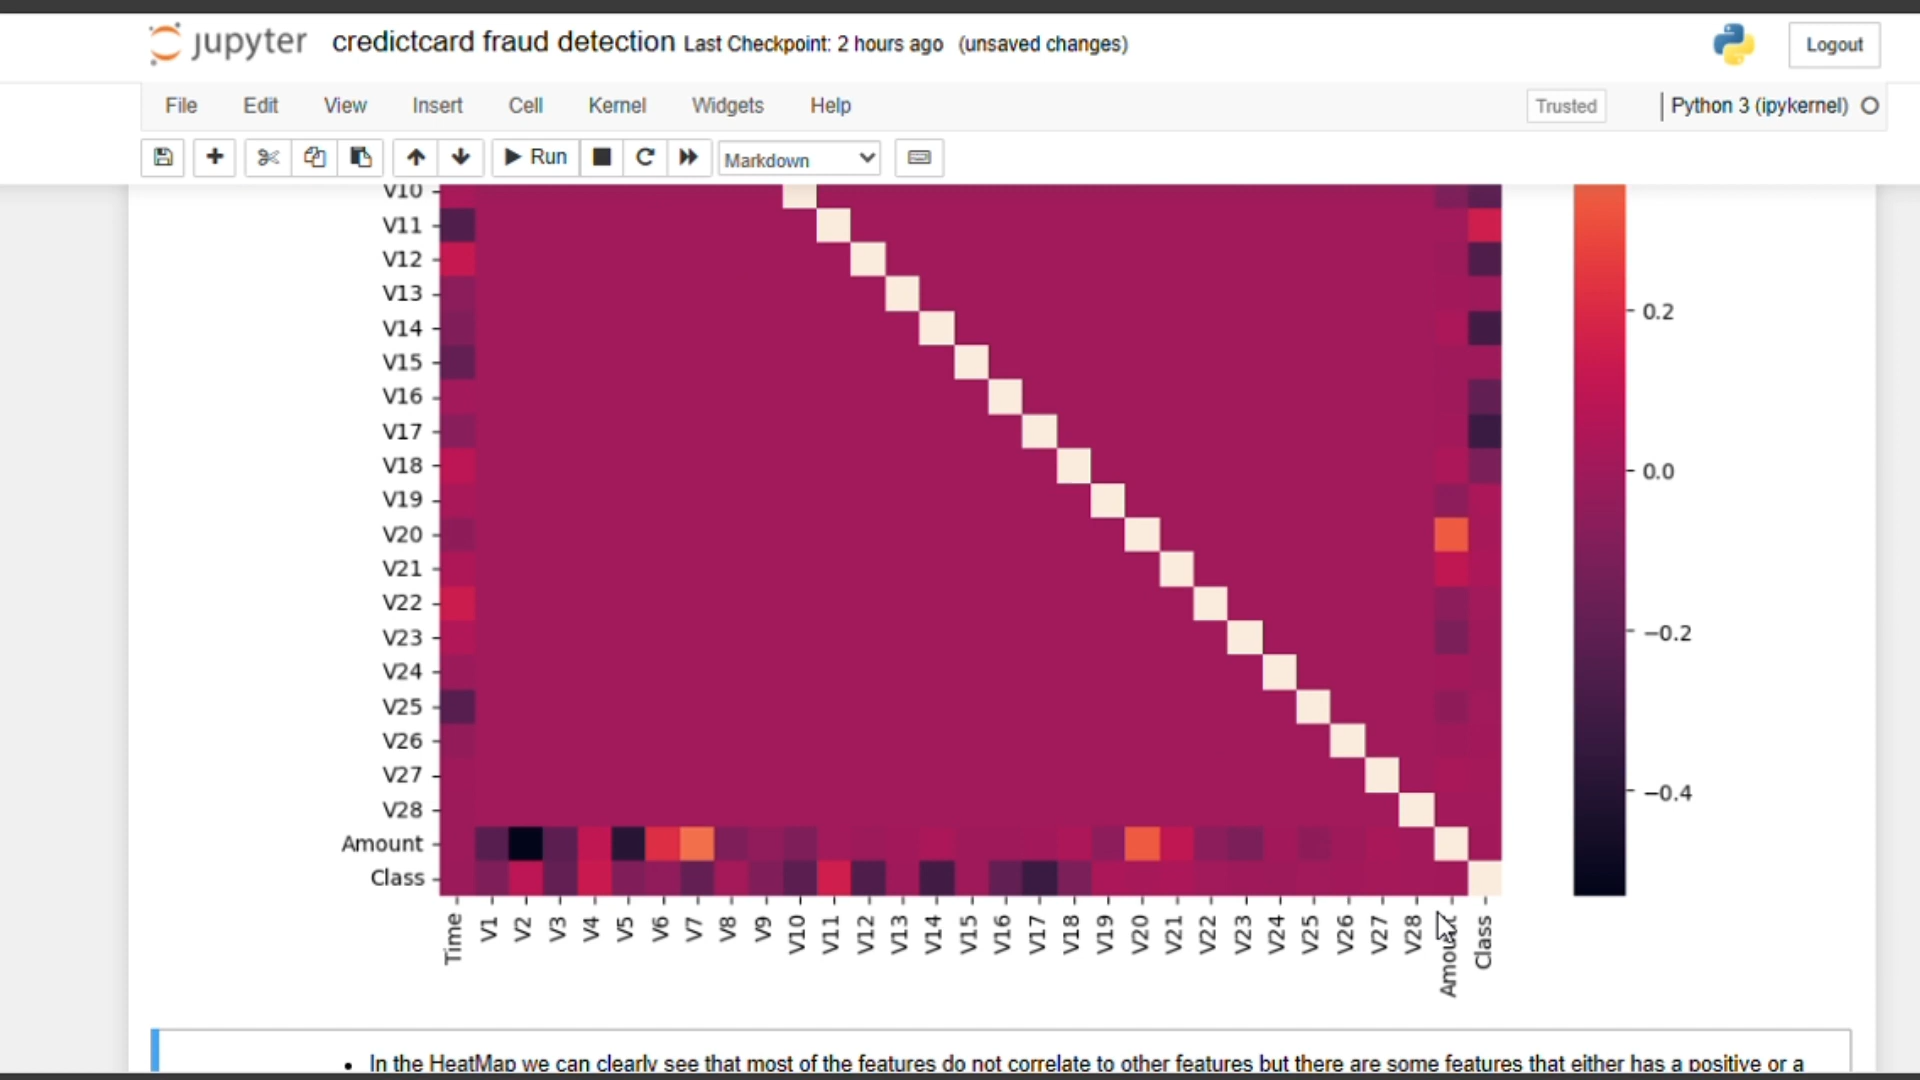 jupyter credictcard fraud detection Last Checkpoint: 2 hours ago (unsaved changes) Logout
File Edit View Insert Cell Kernel Widgets Help Trusted Python 3 (ipykernel)
Run Markdown
V10
V11
V12
V13
V14
V15
V16
V17
V18
V19
V20
V21
V22
V23
V24
V25
V26
V27
V28
Amount
Class
0.2
0.0
−0.2
−0.4
Time V1 V2 V3 V4 V5 V6 V7 V8 V9 V10 V11 V12 V13 V14 V15 V16 V17 V18 V19 V20 V21 V22 V23 V24 V25 V26 V27 V28 Amount Class
• In the HeatMap we can clearly see that most of the features do not correlate to other features but there are some features that either has a positive or a